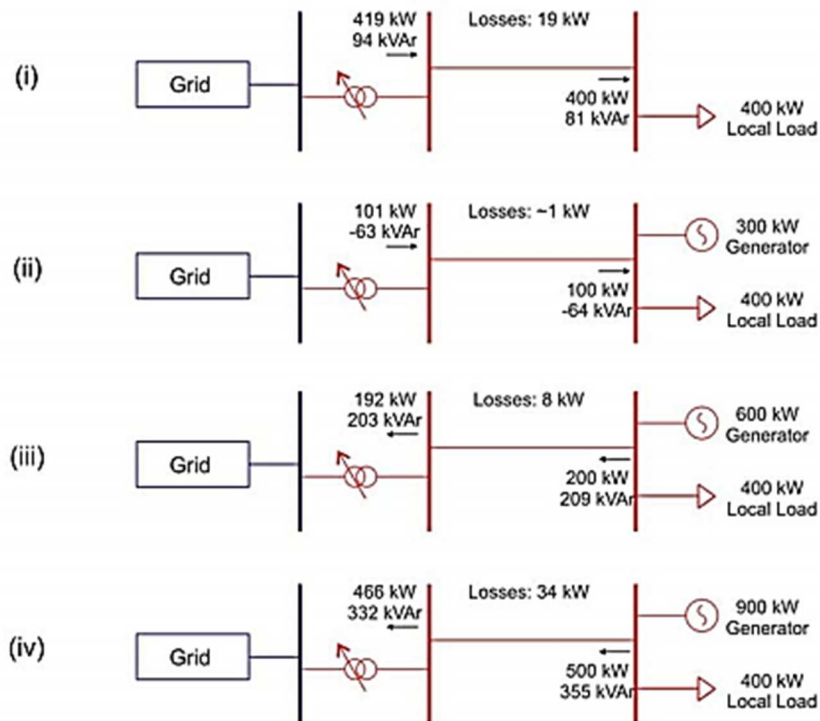 (i)
Grid
419 kW
94 kVAr
Losses: 19 kW
400 kW
81 kVAr
400 kW
Local Load
(ii)
Grid
101 kW
-63 kVAr
Losses: ~1 kW
100 kW
-64 kVAr
300 kW
Generator
400 kW
Local Load
(iii)
Grid
192 kW
203 kVAr
Losses: 8 kW
200 kW
209 kVAr
600 kW
Generator
400 kW
Local Load
(iv)
Grid
466 kW
332 kVAr
Losses: 34 kW
500 kW
355 kVAr
900 kW
Generator
400 kW
Local Load